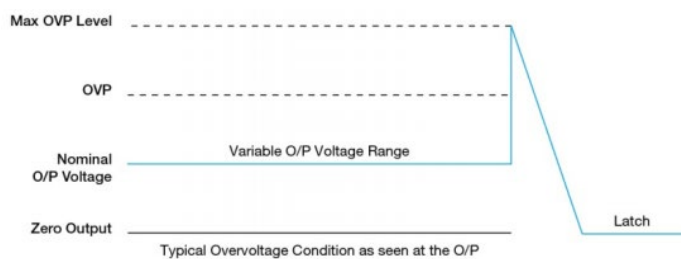 Max OVP Level
OVP
Nominal
O/P Voltage
Variable O/P Voltage Range
Zero Output
Latch
Typical Overvoltage Condition as seen at the O/P